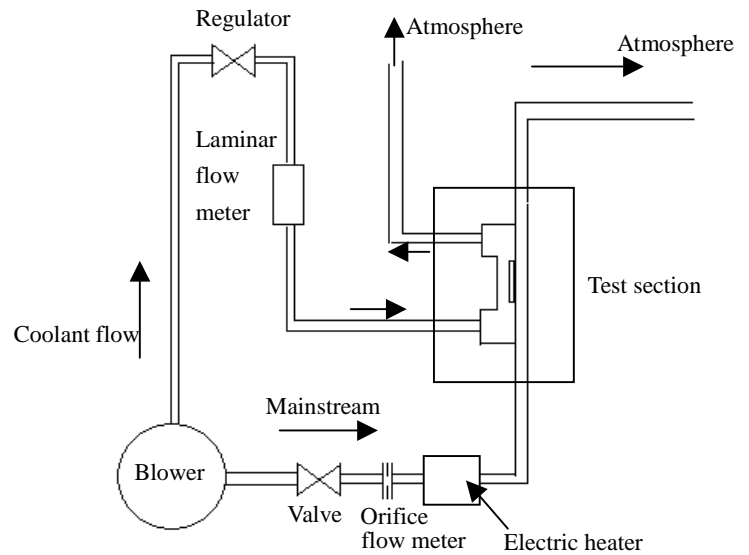 Regulator
Atmosphere
Atmosphere
Laminar
flow
meter
Test section
Coolant flow
Mainstream
Blower
Valve
Orifice
flow meter
Electric heater